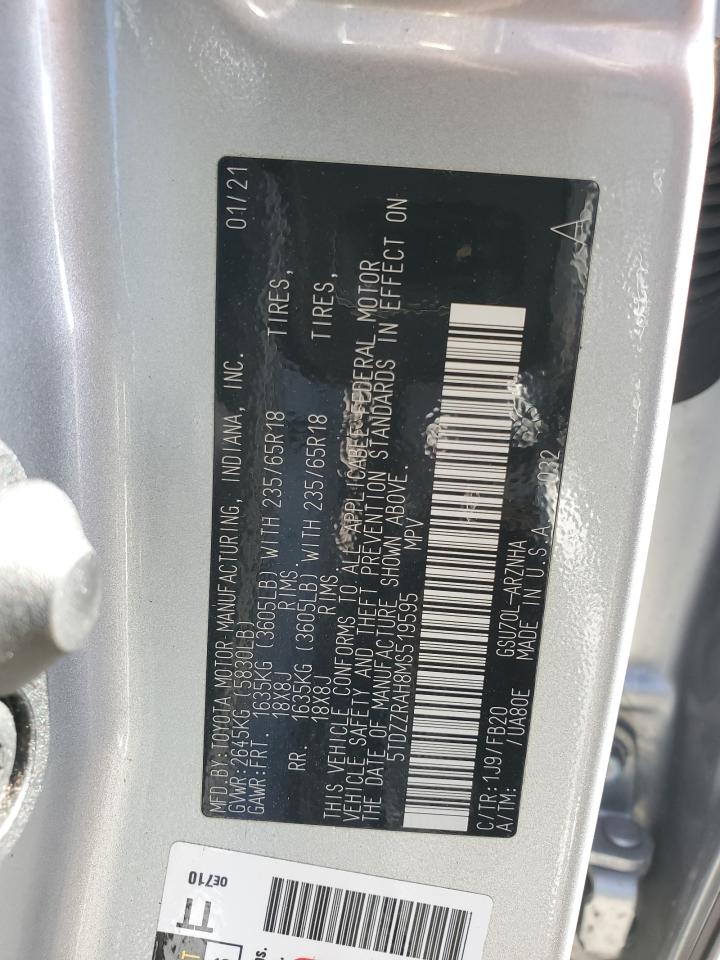 MFD.BY:TOYOTA MOTOR MANUFACTURING, INDIANA, INC. 01/21
GVWR:2645KG (5830LB)
GAWR:FRT. 1635KG (3605LB) WITH 235/65R18 TIRES,
18X8J RIMS.
RR. 1635KG (3605LB) WITH 235/65R18 TIRES,
18X8J RIMS.
THIS VEHICLE CONFORMS TO ALL APPLICABLE FEDERAL MOTOR
VEHICLE SAFETY AND THEFT PREVENTION STANDARDS IN EFFECT ON
THE DATE OF MANUFACTURE SHOWN ABOVE.
5TDZZRAH8MS519595 MPV
C/TR:1J9/FB20 GSU70L-ARZNHA
A/TM: /UA80E MADE IN U.S.A. A
0E710
TT